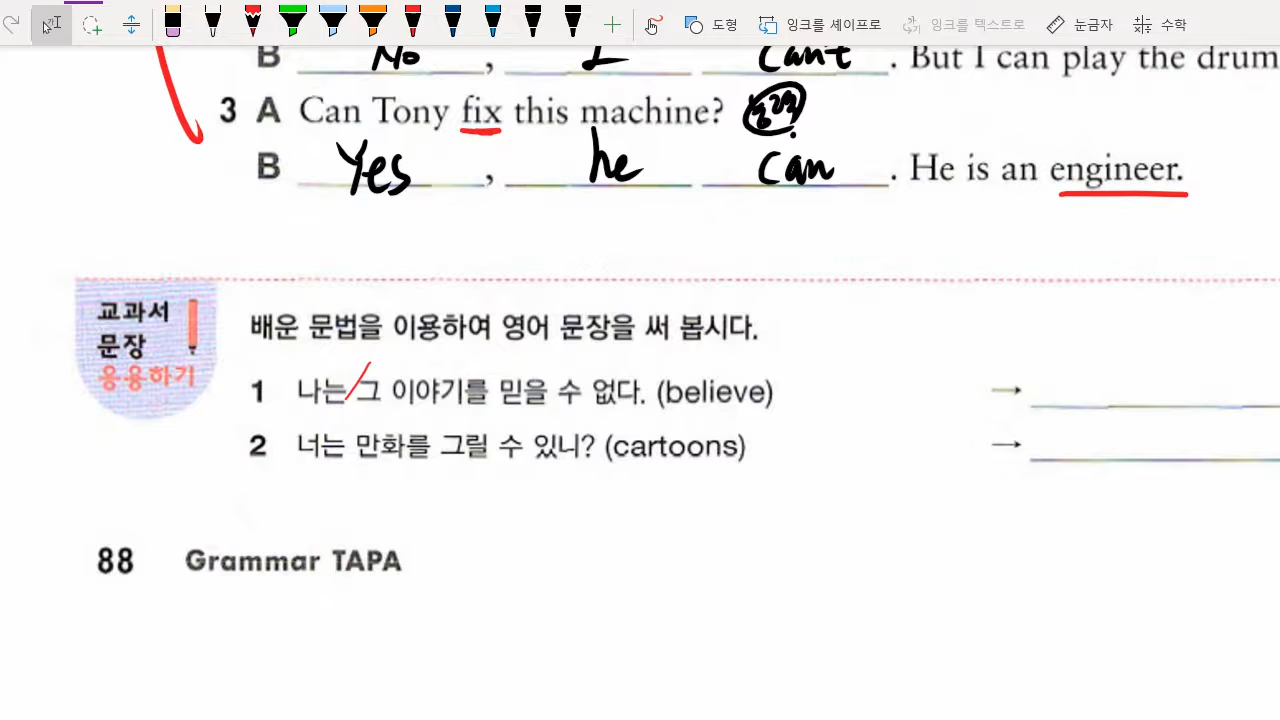 도형 잉크를 셰이프로 잉크를 텍스트로 눈금자 수학
B No , I can't . But I can play the drum
3 A Can Tony fix this machine? 능력
B Yes , he can . He is an engineer.
교과서
문장
응용하기
배운 문법을 이용하여 영어 문장을 써 봅시다.
1 나는 그 이야기를 믿을 수 없다. (believe) →
2 너는 만화를 그릴 수 있니? (cartoons) →
88 Grammar TAPA